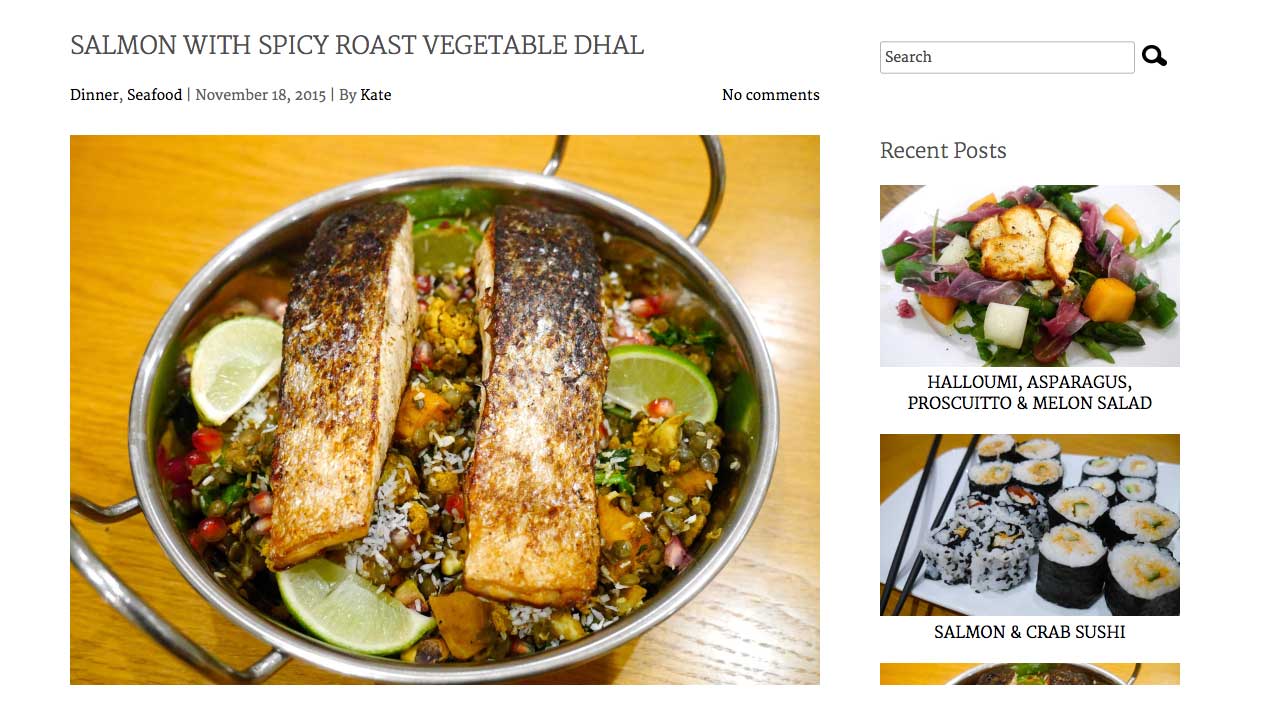 SALMON WITH SPICY ROAST VEGETABLE DHAL
Dinner, Seafood | November 18, 2015 | By Kate
No comments
Search
Recent Posts
HALLOUMI, ASPARAGUS,
PROSCUITTO & MELON SALAD
SALMON & CRAB SUSHI